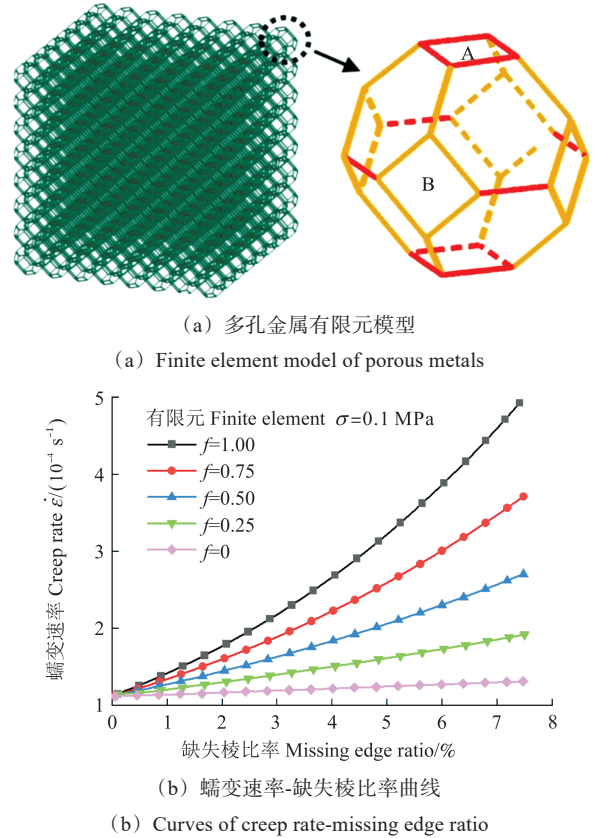 A
B
（a）多孔金属有限元模型
（a）Finite element model of porous metals
5
4
3
2
1
蠕变速率 Creep rate ε̇/(10⁻⁴ s⁻¹)
有限元 Finite element σ=0.1 MPa
f=1.00
f=0.75
f=0.50
f=0.25
f=0
0 1 2 3 4 5 6 7 8
缺失棱比率 Missing edge ratio/%
（b）蠕变速率-缺失棱比率曲线
（b）Curves of creep rate-missing edge ratio